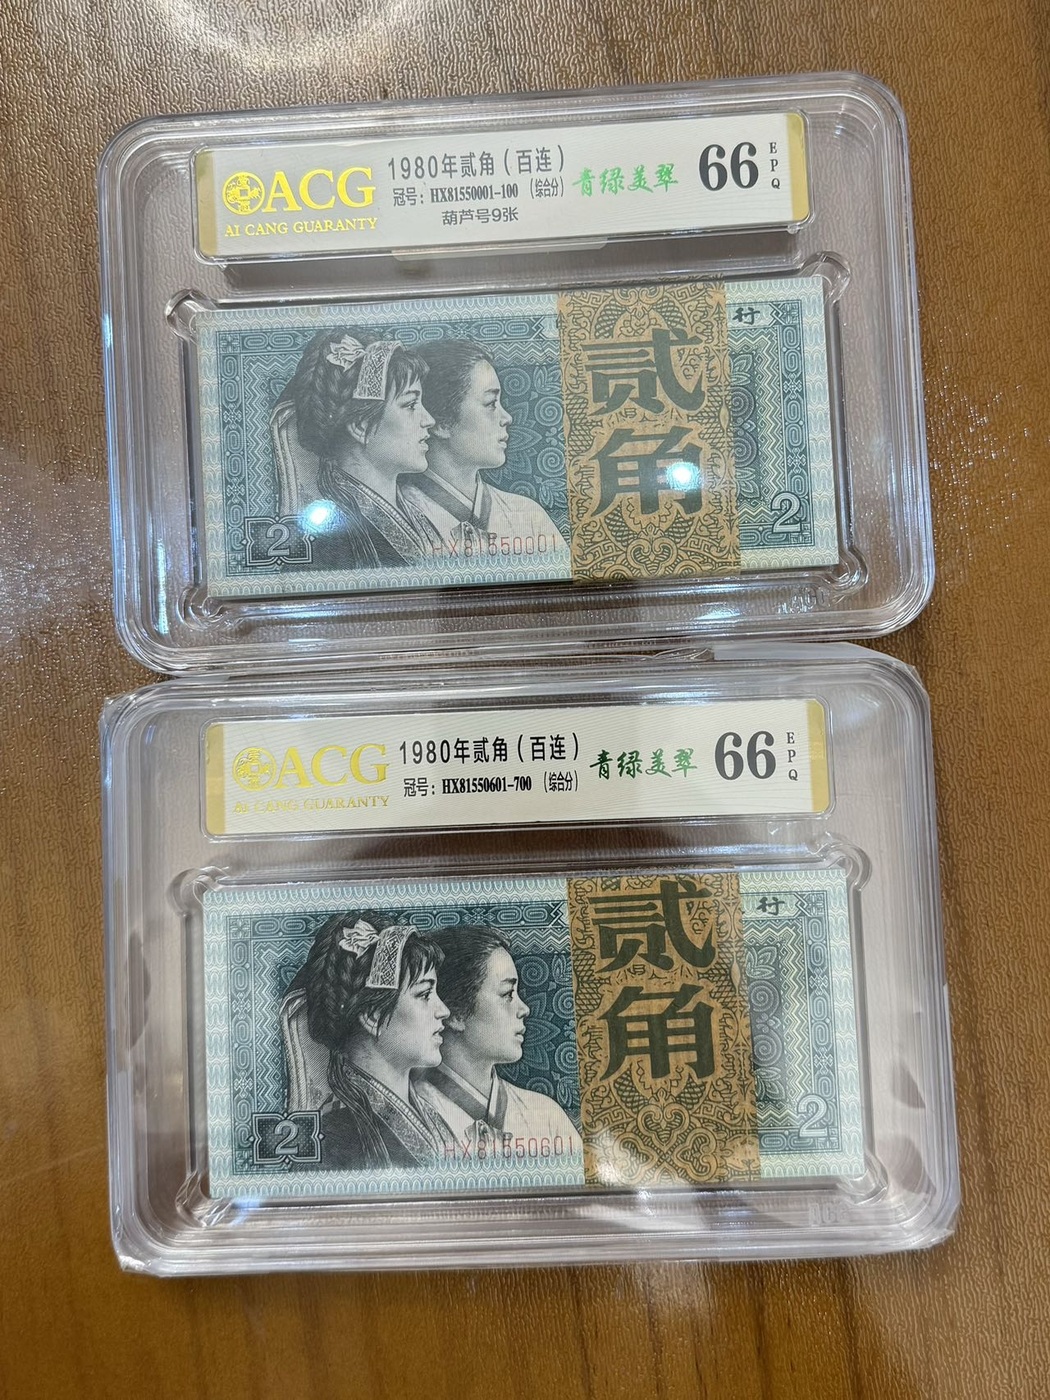 ACG
AI CANG GUARANTY
1980年贰角（百连）
冠号：HX81550001-100 （综合分）
葫芦号9张
青绿美翠
66
EPQ
行
贰角
2
2
HX81550001
ACG
AI CANG GUARANTY
1980年贰角（百连）
冠号：HX81550601-700 （综合分）
青绿美翠
66
EPQ
行
贰角
2
2
HX81550601